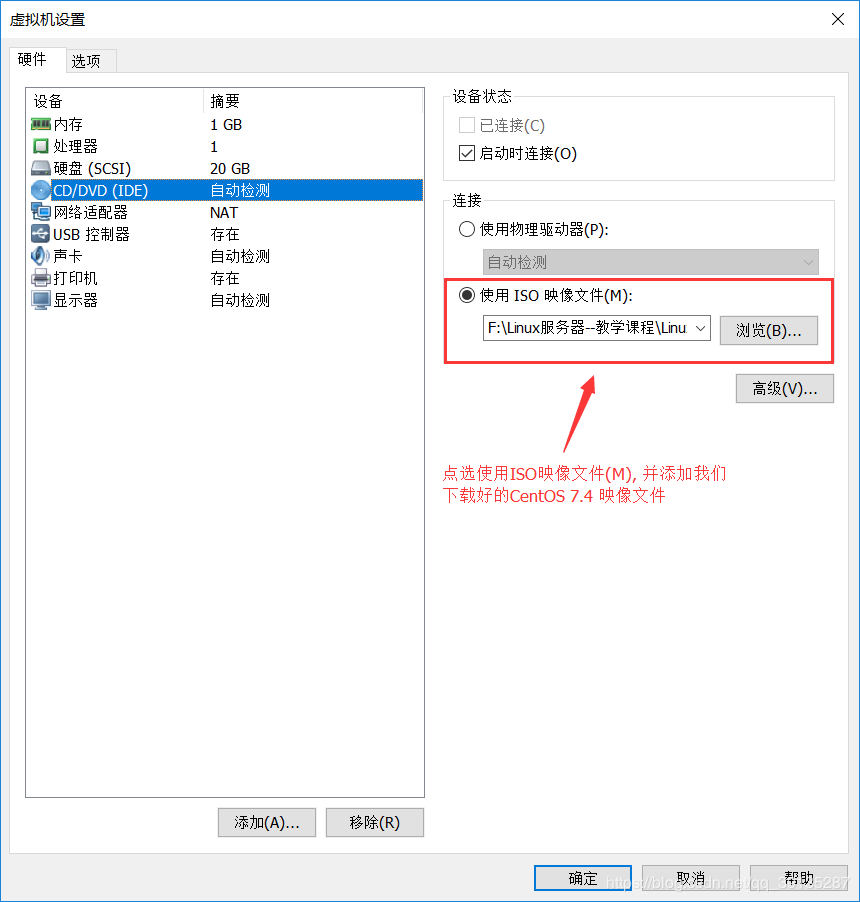 虚拟机设置
硬件 选项
设备 摘要
内存 1 GB
处理器 1
硬盘 (SCSI) 20 GB
CD/DVD (IDE) 自动检测
网络适配器 NAT
USB 控制器 存在
声卡 自动检测
打印机 存在
显示器 自动检测
添加(A)... 移除(R)
设备状态
已连接(C)
启动时连接(O)
连接
使用物理驱动器(P):
自动检测
使用 ISO 映像文件(M):
F:\Linux服务器--教学课程\Linu 浏览(B)...
高级(V)...
点选使用ISO映像文件(M), 并添加我们
下载好的CentOS 7.4 映像文件
确定 取消 帮助